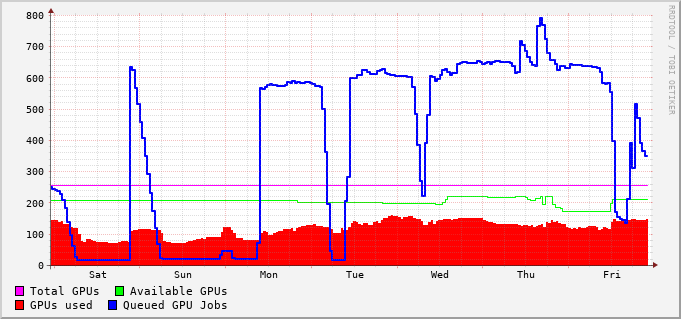 RRDTOOL / TOBI OETIKER
800
700
600
500
400
300
200
100
0
Sat Sun Mon Tue Wed Thu Fri
Total GPUs Available GPUs
GPUs used Queued GPU Jobs